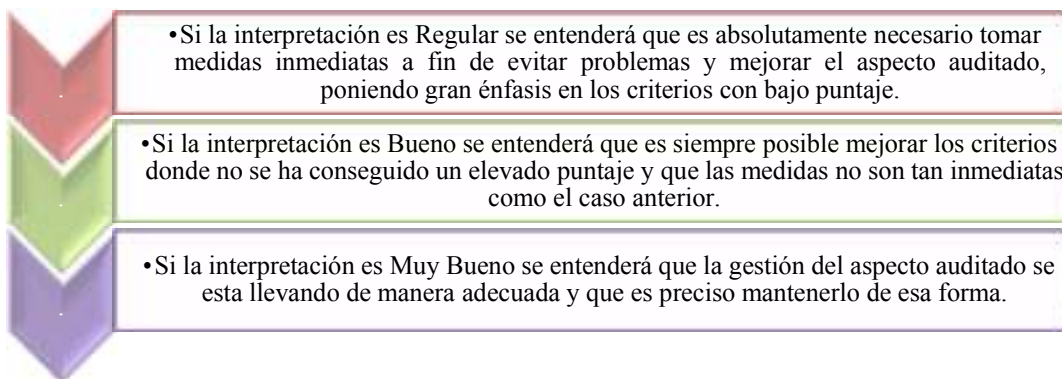 •Si la interpretación es Regular se entenderá que es absolutamente necesario tomar
medidas inmediatas a fin de evitar problemas y mejorar el aspecto auditado,
poniendo gran énfasis en los criterios con bajo puntaje.
•Si la interpretación es Bueno se entenderá que es siempre posible mejorar los criterios
donde no se ha conseguido un elevado puntaje y que las medidas no son tan inmediatas
como el caso anterior.
•Si la interpretación es Muy Bueno se entenderá que la gestión del aspecto auditado se
esta llevando de manera adecuada y que es preciso mantenerlo de esa forma.